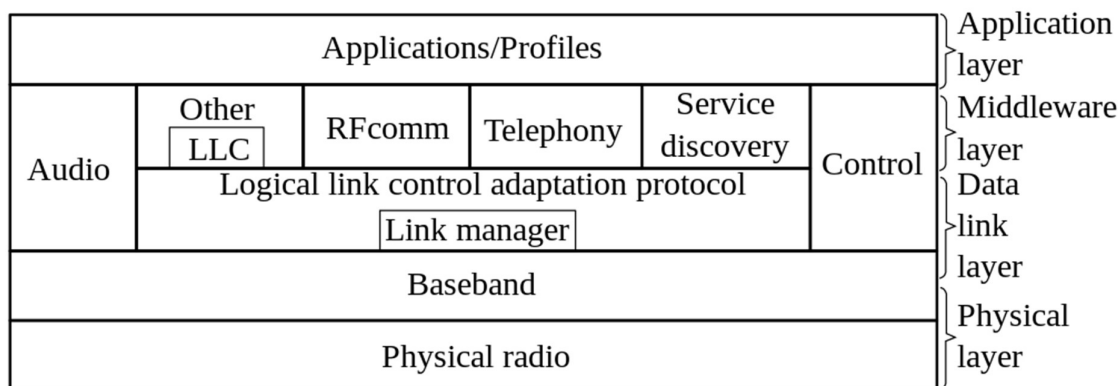 Applications/Profiles
Application
layer
Audio
Other
LLC
RFcomm
Telephony
Service
discovery
Control
Middleware
layer
Logical link control adaptation protocol
Link manager
Data
link
layer
Baseband
Physical radio
Physical
layer